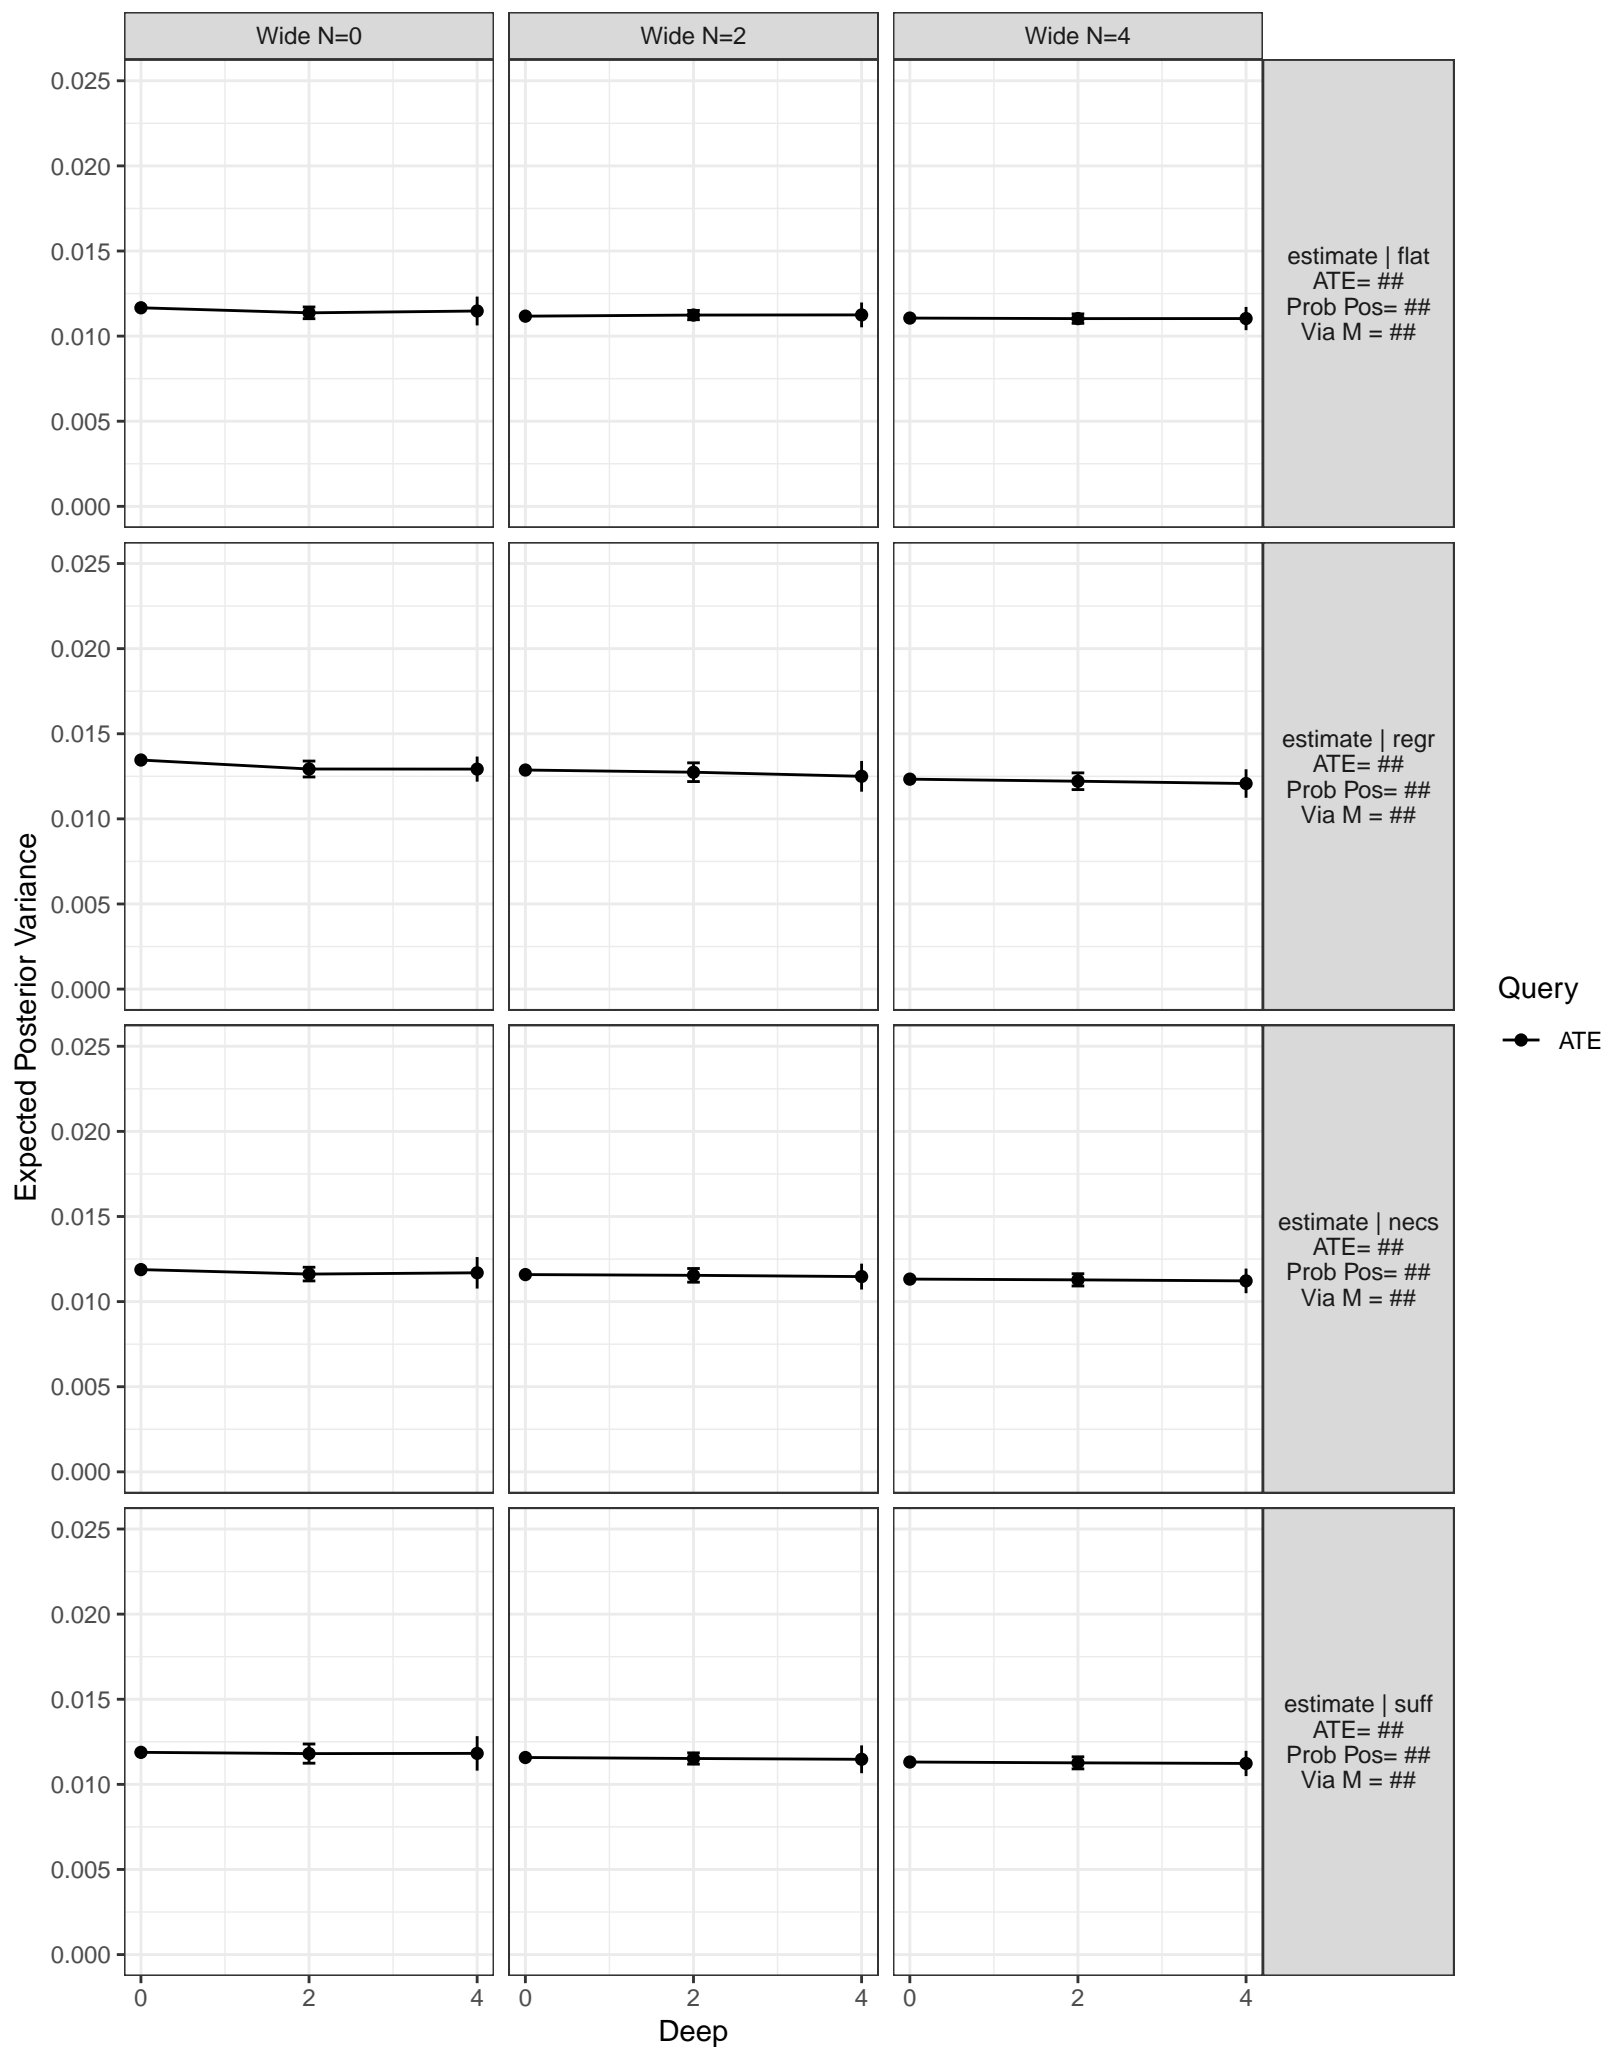 Wide N=0
Wide N=2
Wide N=4
0.025
0.020
0.015
0.010
0.005
0.000
estimate | flat
ATE= ##
Prob Pos= ##
Via M = ##
0.025
0.020
0.015
0.010
0.005
0.000
estimate | regr
ATE= ##
Prob Pos= ##
Via M = ##
Expected Posterior Variance
Query
ATE
0.025
0.020
0.015
0.010
0.005
0.000
estimate | necs
ATE= ##
Prob Pos= ##
Via M = ##
0.025
0.020
0.015
0.010
0.005
0.000
estimate | suff
ATE= ##
Prob Pos= ##
Via M = ##
0
2
4
0
2
4
0
2
4
Deep